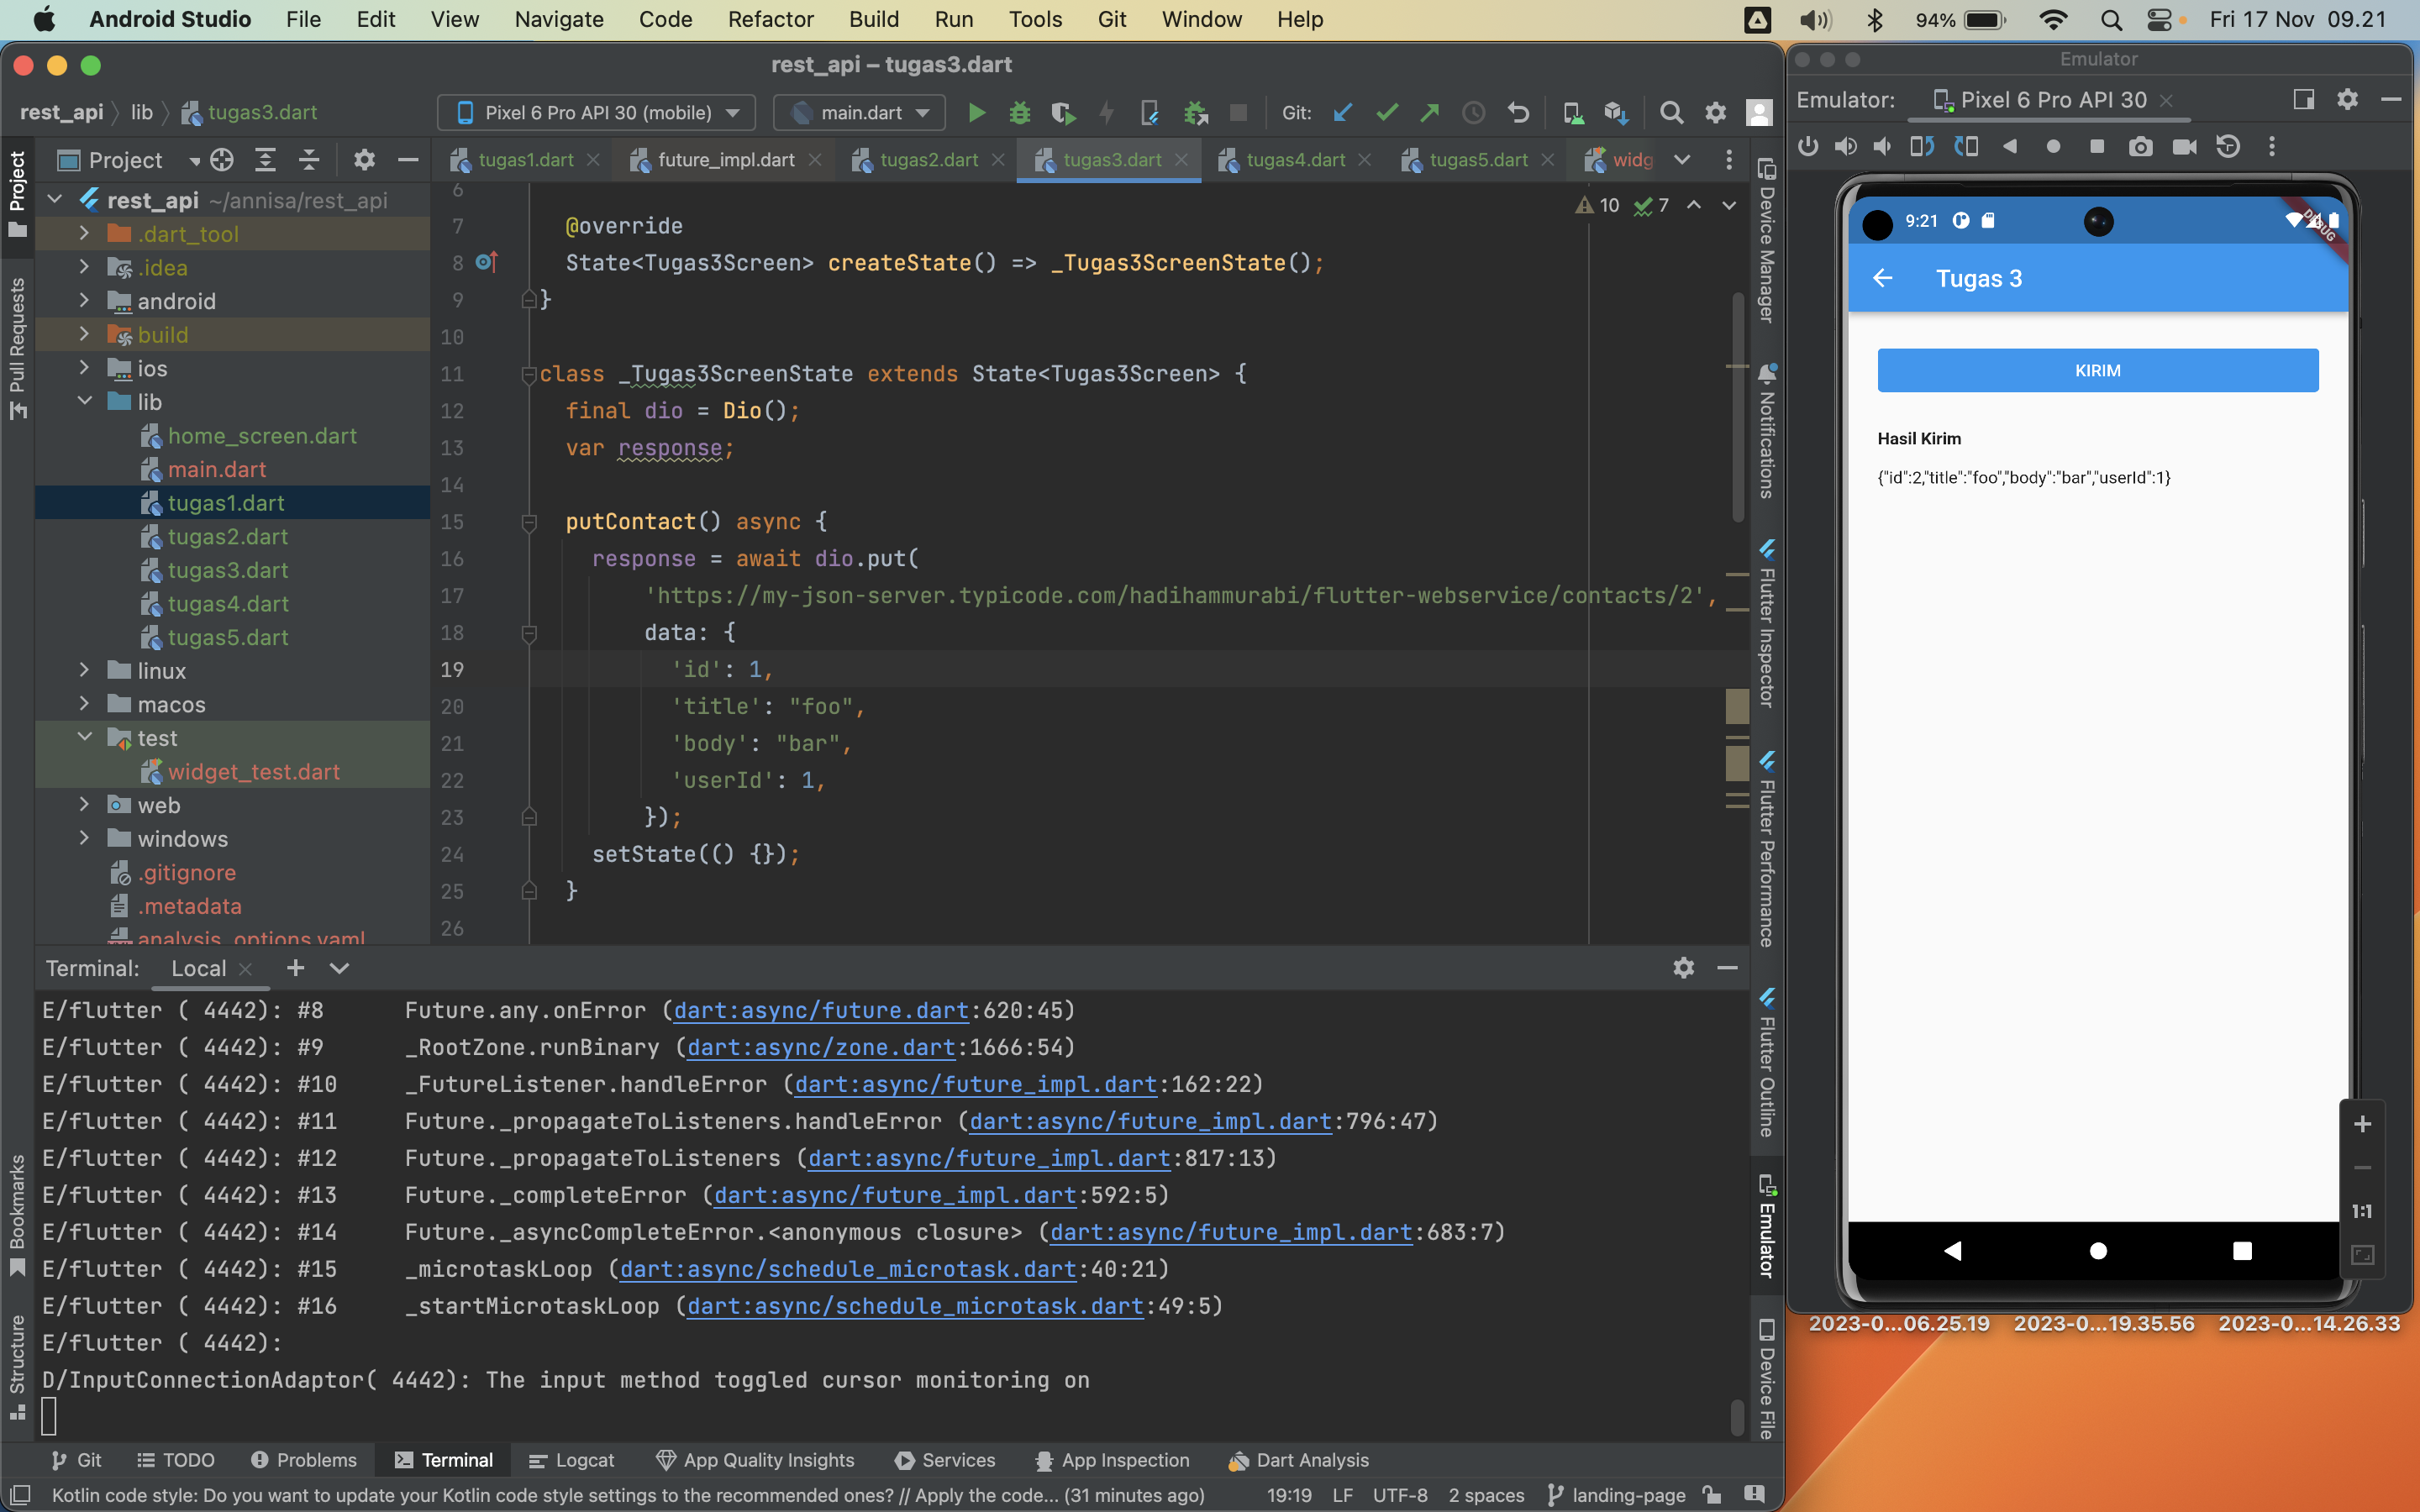 Android Studio File Edit View Navigate Code Refactor Build Run Tools Git Window Help
94% Fri 17 Nov 09.21
rest_api – tugas3.dart
rest_api lib tugas3.dart
Pixel 6 Pro API 30 (mobile) main.dart Git:
Project
tugas1.dart future_impl.dart tugas2.dart tugas3.dart tugas4.dart tugas5.dart widg
rest_api ~/annisa/rest_api
.dart_tool
.idea
android
build
ios
lib
home_screen.dart
main.dart
tugas1.dart
tugas2.dart
tugas3.dart
tugas4.dart
tugas5.dart
linux
macos
test
widget_test.dart
web
windows
.gitignore
.metadata
analysis_options.yaml
Project
Pull Requests
Bookmarks
Structure
10 7
6
7 @override
8 State<Tugas3Screen> createState() => _Tugas3ScreenState();
9 }
10
11 class _Tugas3ScreenState extends State<Tugas3Screen> {
12 final dio = Dio();
13 var response;
14
15 putContact() async {
16 response = await dio.put(
17 'https://my-json-server.typicode.com/hadihammurabi/flutter-webservice/contacts/2',
18 data: {
19 'id': 1,
20 'title': "foo",
21 'body': "bar",
22 'userId': 1,
23 });
24 setState(() {});
25 }
26
Device Manager
Notifications
Flutter Inspector
Flutter Performance
Flutter Outline
Emulator
Device File
Terminal: Local
E/flutter ( 4442): #8 Future.any.onError (dart:async/future.dart:620:45)
E/flutter ( 4442): #9 _RootZone.runBinary (dart:async/zone.dart:1666:54)
E/flutter ( 4442): #10 _FutureListener.handleError (dart:async/future_impl.dart:162:22)
E/flutter ( 4442): #11 Future._propagateToListeners.handleError (dart:async/future_impl.dart:796:47)
E/flutter ( 4442): #12 Future._propagateToListeners (dart:async/future_impl.dart:817:13)
E/flutter ( 4442): #13 Future._completeError (dart:async/future_impl.dart:592:5)
E/flutter ( 4442): #14 Future._asyncCompleteError.<anonymous closure> (dart:async/future_impl.dart:683:7)
E/flutter ( 4442): #15 _microtaskLoop (dart:async/schedule_microtask.dart:40:21)
E/flutter ( 4442): #16 _startMicrotaskLoop (dart:async/schedule_microtask.dart:49:5)
E/flutter ( 4442):
D/InputConnectionAdaptor( 4442): The input method toggled cursor monitoring on
Git TODO Problems Terminal Logcat App Quality Insights Services App Inspection Dart Analysis
Kotlin code style: Do you want to update your Kotlin code style settings to the recommended ones? // Apply the code... (31 minutes ago) 19:19 LF UTF-8 2 spaces landing-page
Emulator
Emulator: Pixel 6 Pro API 30
9:21
DEBUG
Tugas 3
KIRIM
Hasil Kirim
{"id":2,"title":"foo","body":"bar","userId":1}
1:1
2023-0...06.25.19 2023-0...19.35.56 2023-0...14.26.33